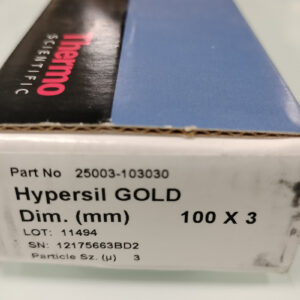 Thermo
SCIENTIFIC
Part No 25003-103030
Hypersil GOLD
Dim. (mm) 100 X 3
LOT: 11494
SN: 12175663BD2
Particle Sz. (µ) 3